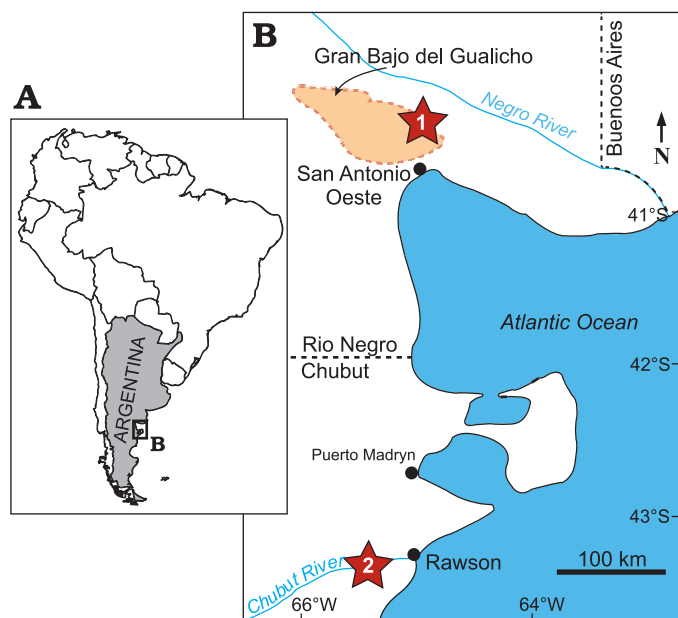 A
ARGENTINA
B
B
Gran Bajo del Gualicho
1
Negro River
Buenoos Aires
N
San Antonio
Oeste
41°S
Atlantic Ocean
Rio Negro
Chubut
42°S
Puerto Madryn
43°S
2
Rawson
100 km
Chubut River
66°W
64°W